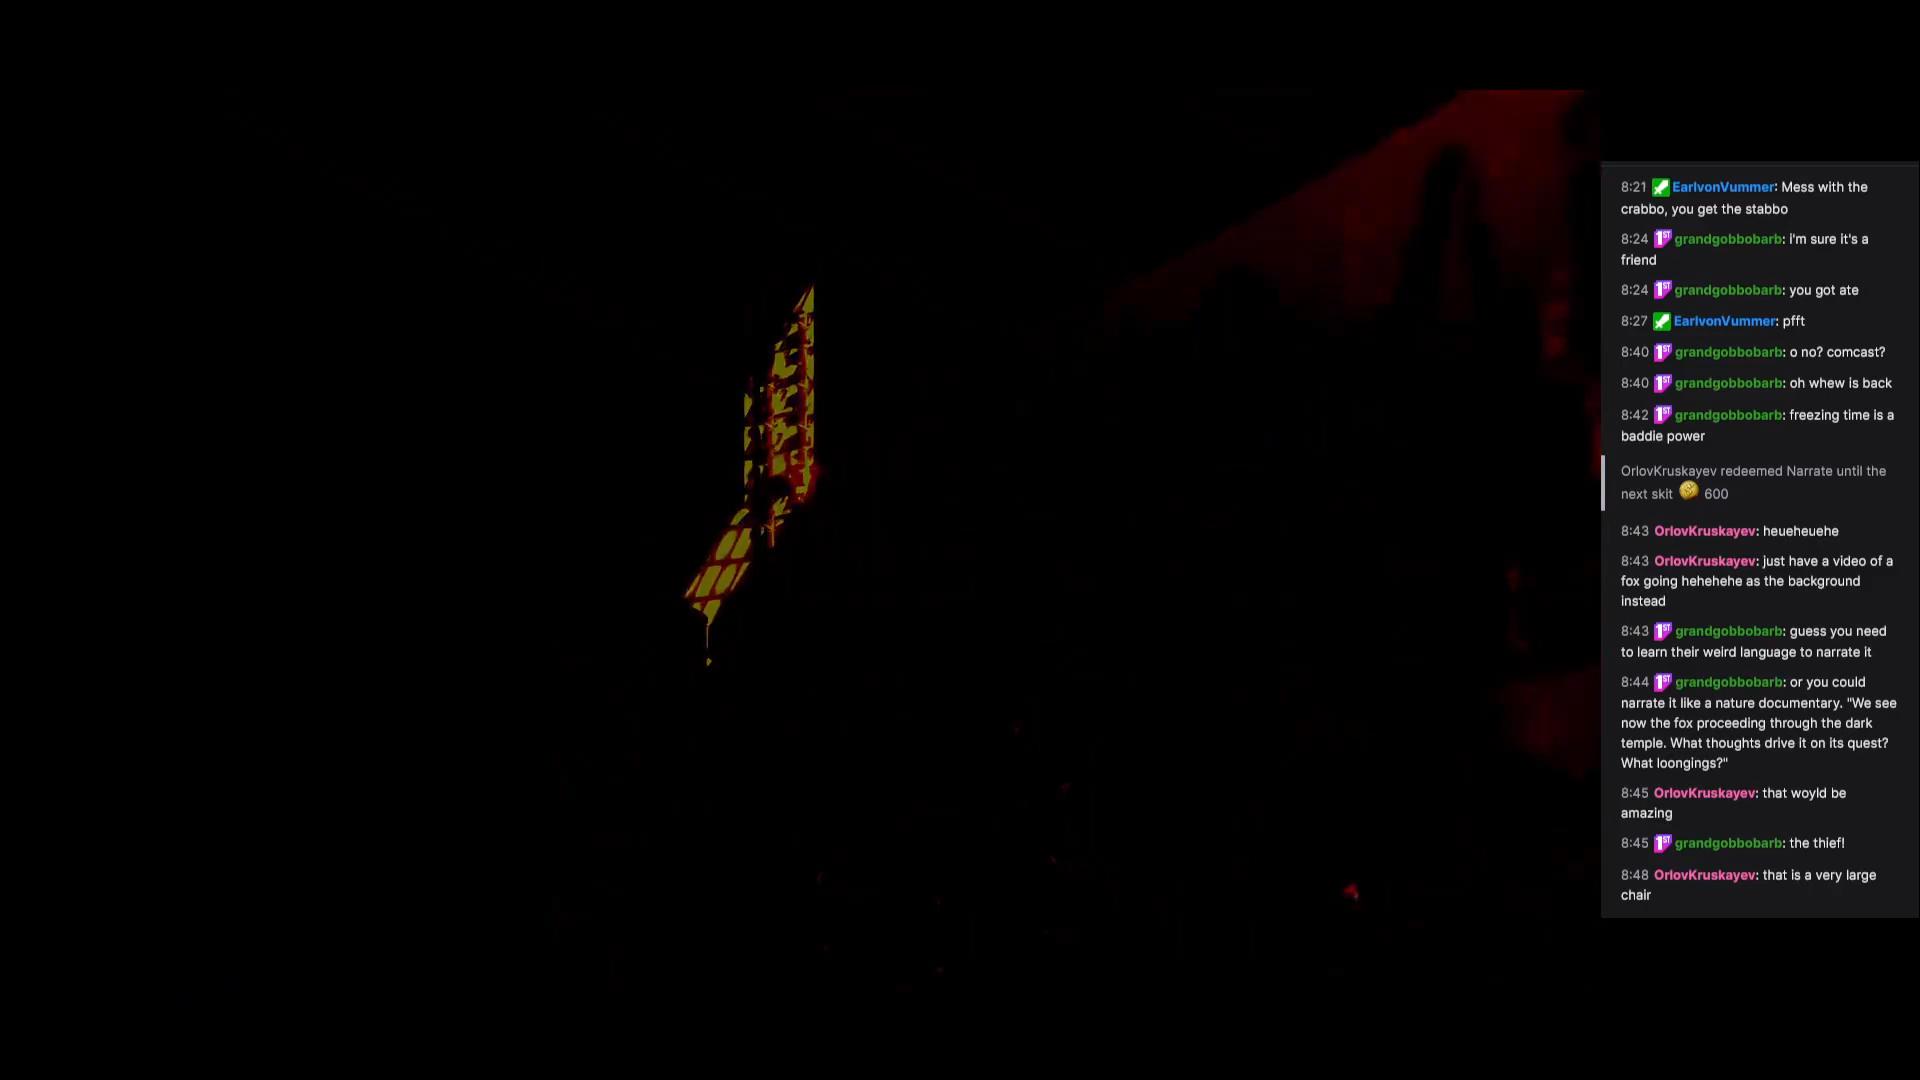 8:21 EarlvonVummer: Mess with the
crabbo, you get the stabbo
8:24 grandgobbobarb: i'm sure it's a
friend
8:24 grandgobbobarb: you got ate
8:27 EarlvonVummer: pfft
8:40 grandgobbobarb: o no? comcast?
8:40 grandgobbobarb: oh whew is back
8:42 grandgobbobarb: freezing time is a
baddie power
OrlovKruskayev redeemed Narrate until the
next skit 600
8:43 OrlovKruskayev: heueheuehe
8:43 OrlovKruskayev: just have a video of a
fox going hehehehe as the background
instead
8:43 grandgobbobarb: guess you need
to learn their weird language to narrate it
8:44 grandgobbobarb: or you could
narrate it like a nature documentary. "We see
now the fox proceeding through the dark
temple. What thoughts drive it on its quest?
What loongings?"
8:45 OrlovKruskayev: that woyld be
amazing
8:45 grandgobbobarb: the thief!
8:48 OrlovKruskayev: that is a very large
chair